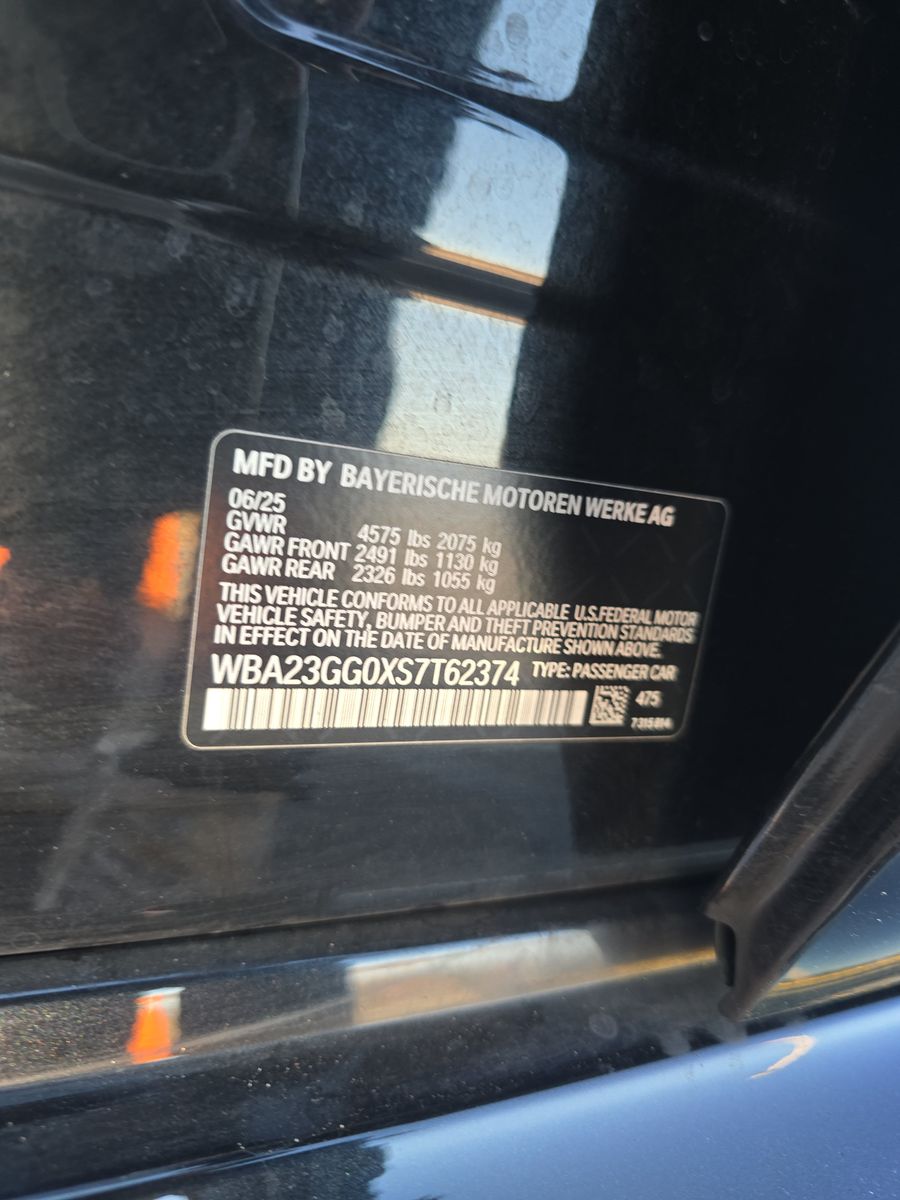 MFD BY BAYERISCHE MOTOREN WERKE AG
06/25
GVWR 4575 lbs 2075 kg
GAWR FRONT 2491 lbs 1130 kg
GAWR REAR 2326 lbs 1055 kg
THIS VEHICLE CONFORMS TO ALL APPLICABLE U.S.FEDERAL MOTOR
VEHICLE SAFETY, BUMPER AND THEFT PREVENTION STANDARDS
IN EFFECT ON THE DATE OF MANUFACTURE SHOWN ABOVE.
WBA23GG0XS7T62374 TYPE: PASSENGER CAR
475